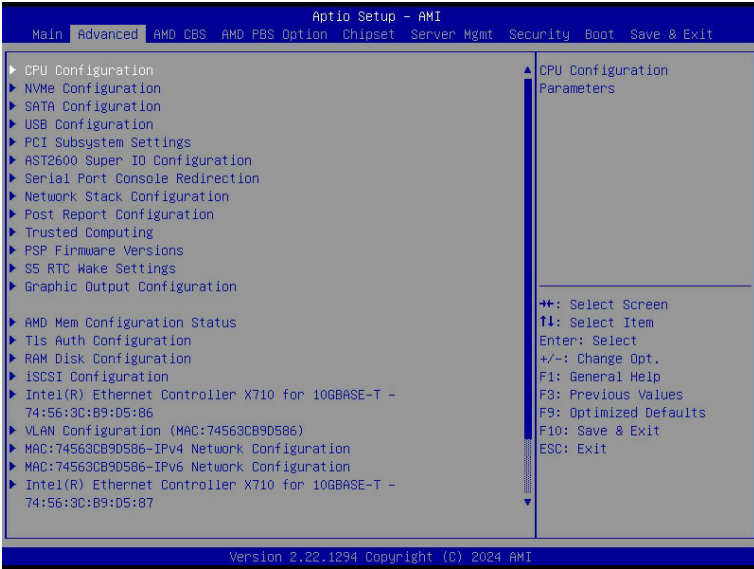 Aptio Setup – AMI
Main Advanced AMD CBS AMD PBS Option Chipset Server Mgmt Security Boot Save & Exit
CPU Configuration
NVMe Configuration
SATA Configuration
USB Configuration
PCI Subsystem Settings
AST2600 Super IO Configuration
Serial Port Console Redirection
Network Stack Configuration
Post Report Configuration
Trusted Computing
PSP Firmware Versions
S5 RTC Wake Settings
Graphic Output Configuration
AMD Mem Configuration Status
Tls Auth Configuration
RAM Disk Configuration
iSCSI Configuration
Intel(R) Ethernet Controller X710 for 10GBASE-T –
74:56:3C:B9:D5:86
VLAN Configuration (MAC:74563CB9D586)
MAC:74563CB9D586-IPv4 Network Configuration
MAC:74563CB9D586-IPv6 Network Configuration
Intel(R) Ethernet Controller X710 for 10GBASE-T –
74:56:3C:B9:D5:87
CPU Configuration
Parameters
→←: Select Screen
↑↓: Select Item
Enter: Select
+/-: Change Opt.
F1: General Help
F3: Previous Values
F9: Optimized Defaults
F10: Save & Exit
ESC: Exit
Version 2.22.1294 Copyright (C) 2024 AMI